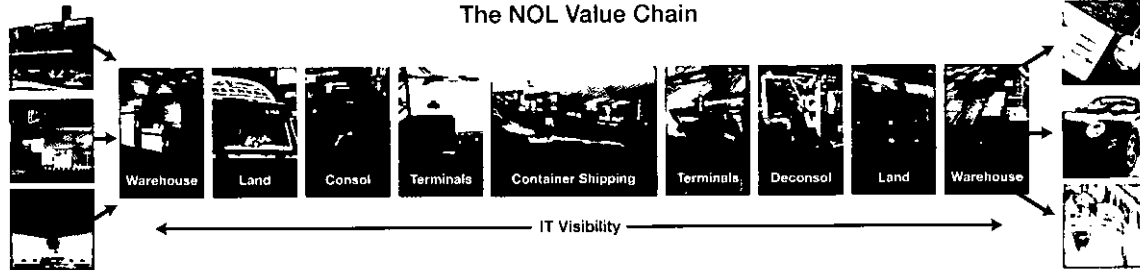 The NOL Value Chain
Warehouse
Land
Consol
Terminals
Container Shipping
Terminals
Deconsol
Land
Warehouse
IT Visibility